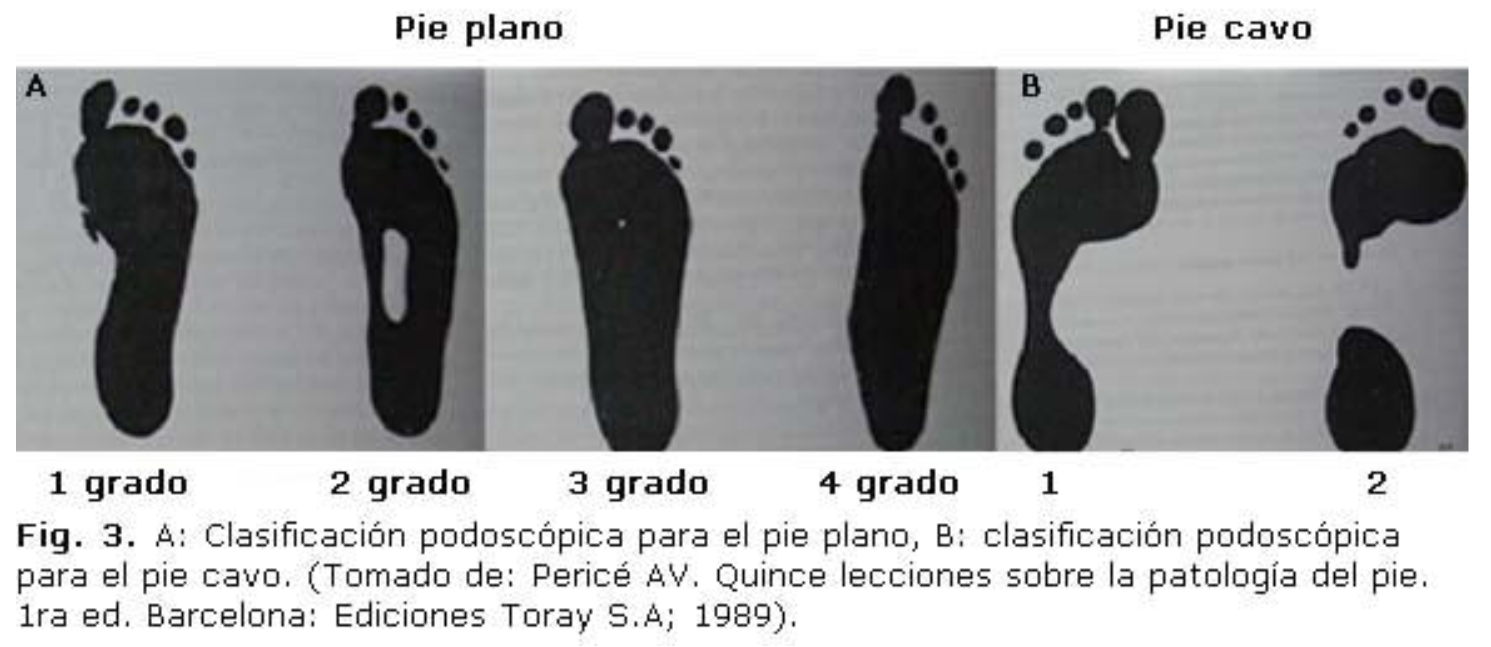 Pie plano
Pie cavo
A
B
1 grado
2 grado
3 grado
4 grado
1
2
Fig. 3. A: Clasificación podoscópica para el pie plano, B: clasificación podoscópica
para el pie cavo. (Tomado de: Pericé AV. Quince lecciones sobre la patología del pie.
1ra ed. Barcelona: Ediciones Toray S.A; 1989).